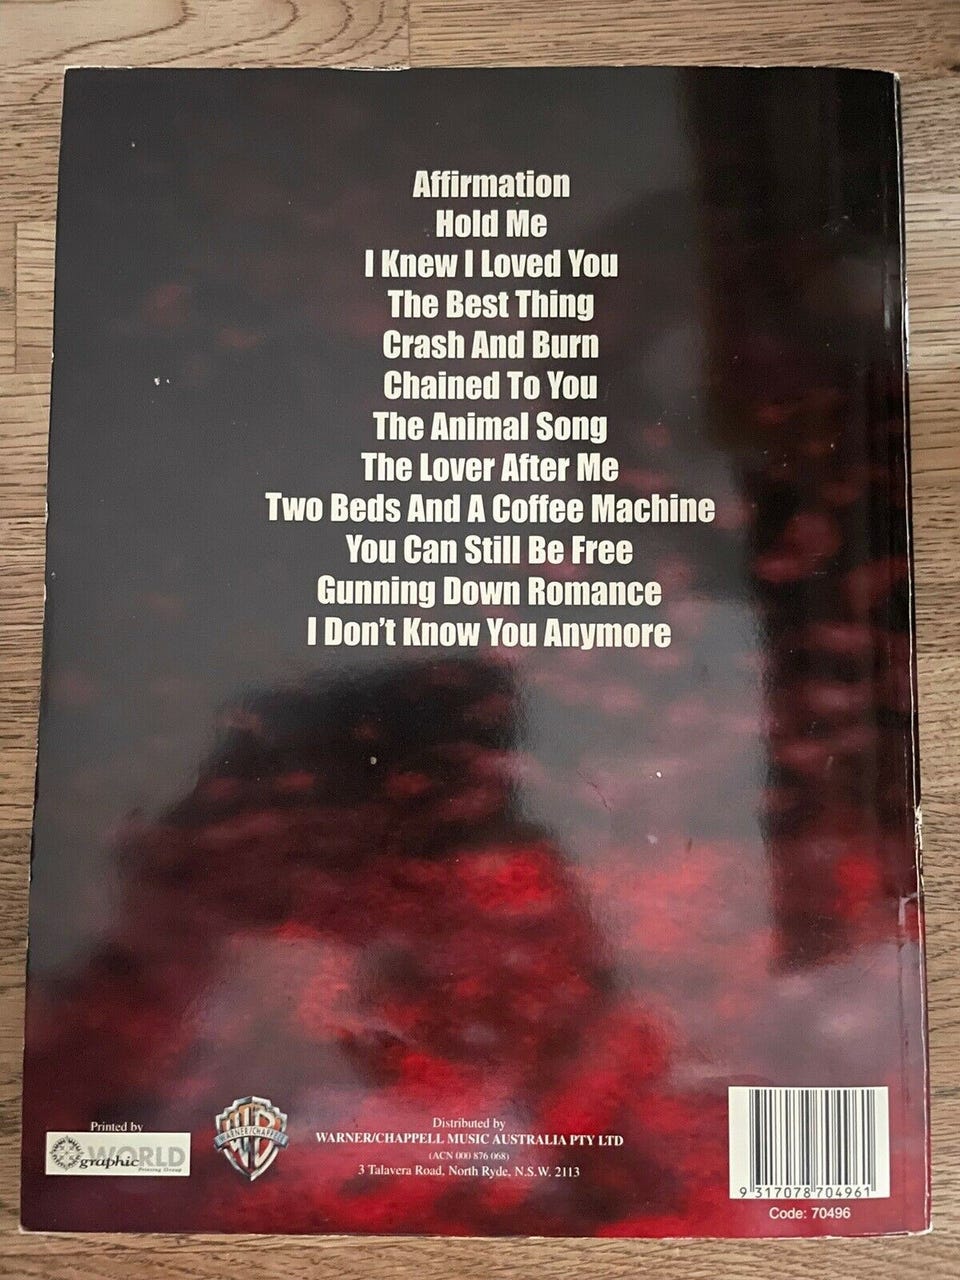 Affirmation
Hold Me
I Knew I Loved You
The Best Thing
Crash And Burn
Chained To You
The Animal Song
The Lover After Me
Two Beds And A Coffee Machine
You Can Still Be Free
Gunning Down Romance
I Don't Know You Anymore
Printed by
graphicWORLD
Printing Group
WARNER/CHAPPELL
Distributed by
WARNER/CHAPPELL MUSIC AUSTRALIA PTY LTD
(ACN 000 876 068)
3 Talavera Road, North Ryde, N.S.W. 2113
9 317078 704961
Code: 70496